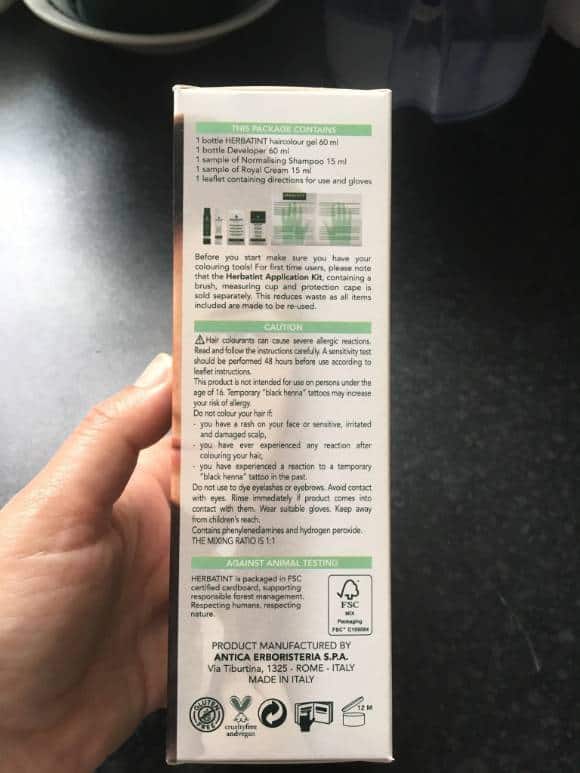 THIS PACKAGE CONTAINS
1 bottle HERBATINT haircolour gel 60 ml
1 bottle Developer 60 ml
1 sample of Normalising Shampoo 15 ml
1 sample of Royal Cream 15 ml
1 leaflet containing directions for use and gloves
Before you start make sure you have your
colouring tools! For first time users, please note
that the Herbatint Application Kit, containing a
brush, measuring cup and protection cape is
sold separately. This reduces waste as all items
included are made to be re-used.
CAUTION
Hair colourants can cause severe allergic reactions.
Read and follow the instructions carefully. A sensitivity test
should be performed 48 hours before use according to
leaflet instructions.
This product is not intended for use on persons under the
age of 16. Temporary "black henna" tattoos may increase
your risk of allergy.
Do not colour your hair if:
- you have a rash on your face or sensitive, irritated
and damaged scalp,
- you have ever experienced any reaction after
colouring your hair,
- you have experienced a reaction to a temporary
"black henna" tattoo in the past.
Do not use to dye eyelashes or eyebrows. Avoid contact
with eyes. Rinse immediately if product comes into
contact with them. Wear suitable gloves. Keep away
from children's reach.
Contains phenylenediamines and hydrogen peroxide.
THE MIXING RATIO IS 1:1
AGAINST ANIMAL TESTING
HERBATINT is packaged in FSC
certified cardboard, supporting
responsible forest management.
Respecting humans, respecting
nature.
FSC
MIX
Packaging
FSC®
PRODUCT MANUFACTURED BY
ANTICA ERBORISTERIA S.P.A.
Via Tiburtina, 1325 - ROME - ITALY
MADE IN ITALY
GLUTEN FREE
crueltyfree
andvegan
12 M